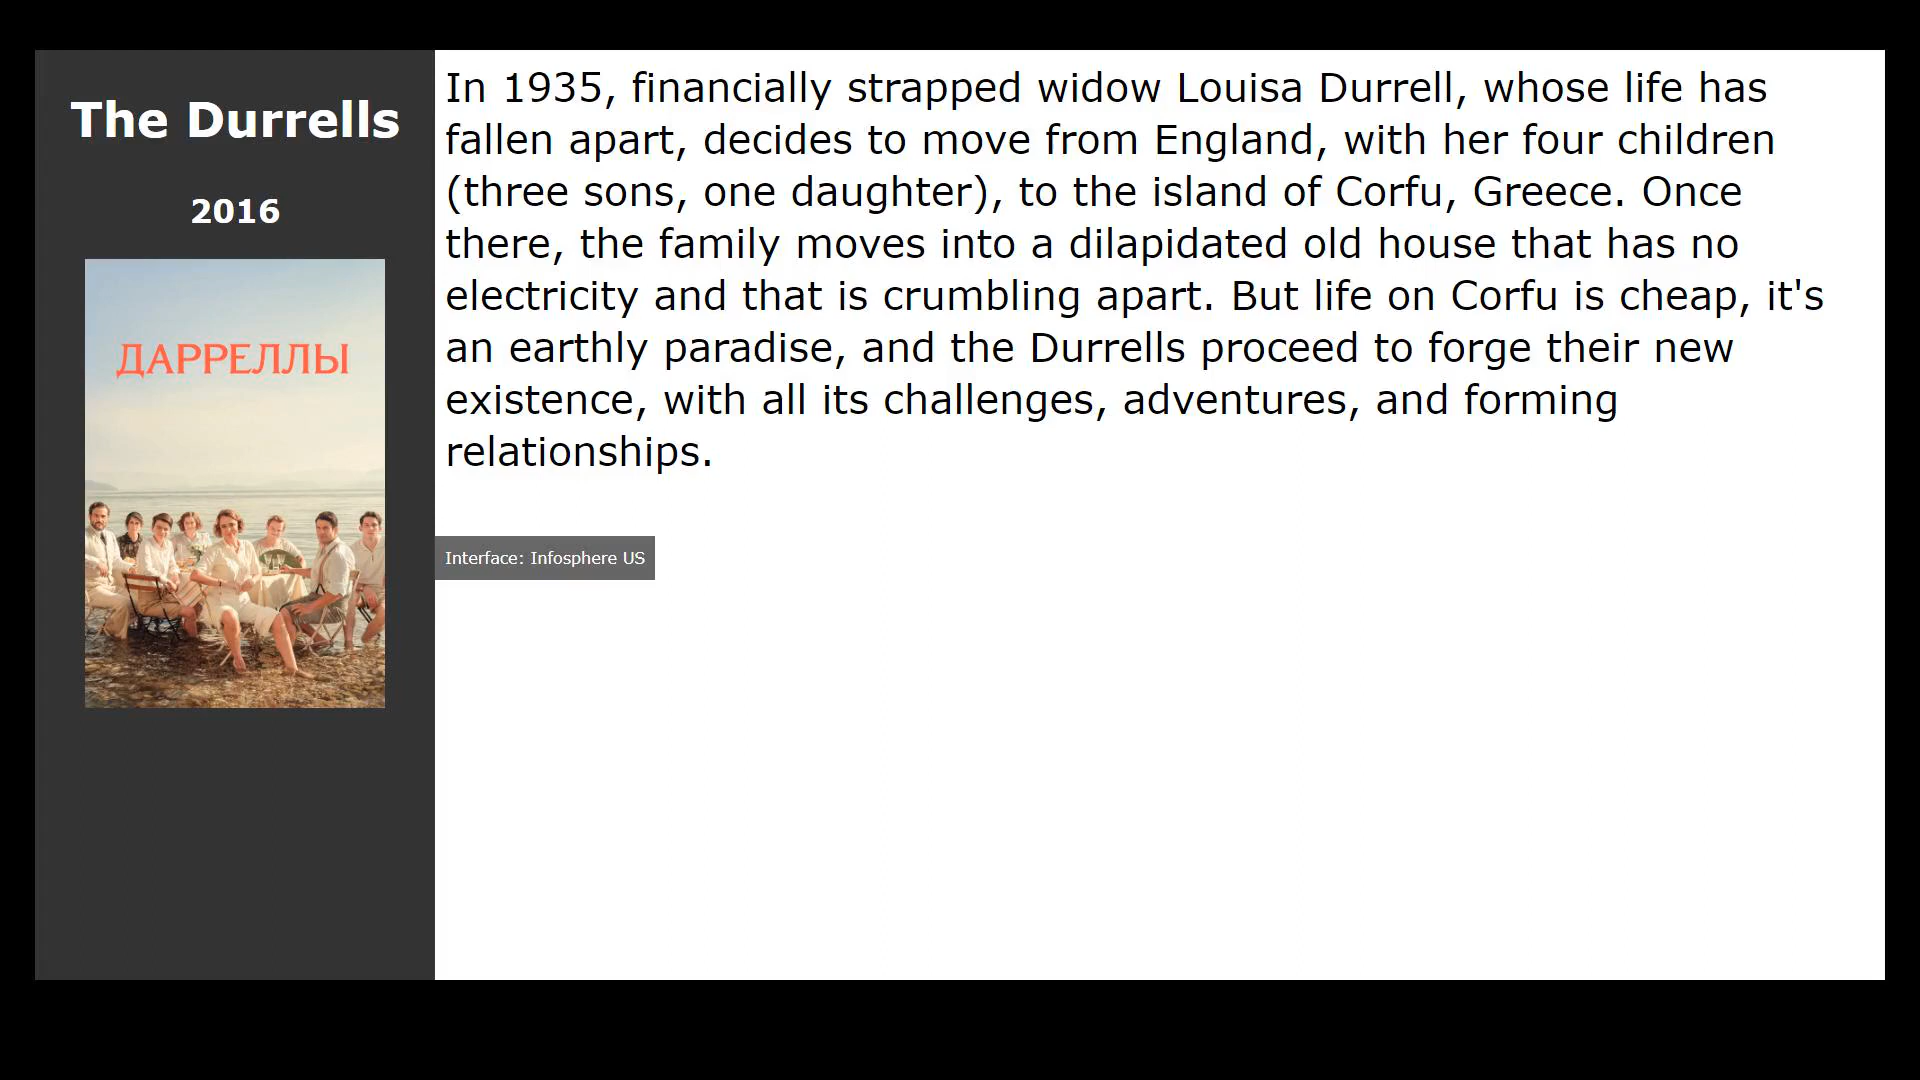 The Durrells
2016
ДАРРЕЛЛЫ
In 1935, financially strapped widow Louisa Durrell, whose life has
fallen apart, decides to move from England, with her four children
(three sons, one daughter), to the island of Corfu, Greece. Once
there, the family moves into a dilapidated old house that has no
electricity and that is crumbling apart. But life on Corfu is cheap, it's
an earthly paradise, and the Durrells proceed to forge their new
existence, with all its challenges, adventures, and forming
relationships.
Interface: Infosphere US